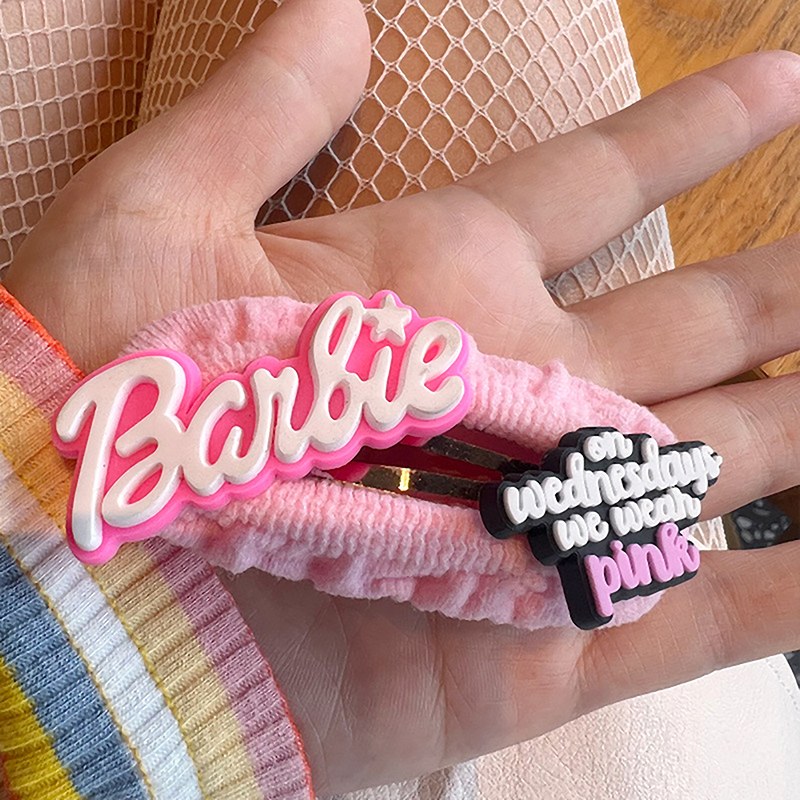 Barbie
on
wednesdays
we wear
pink